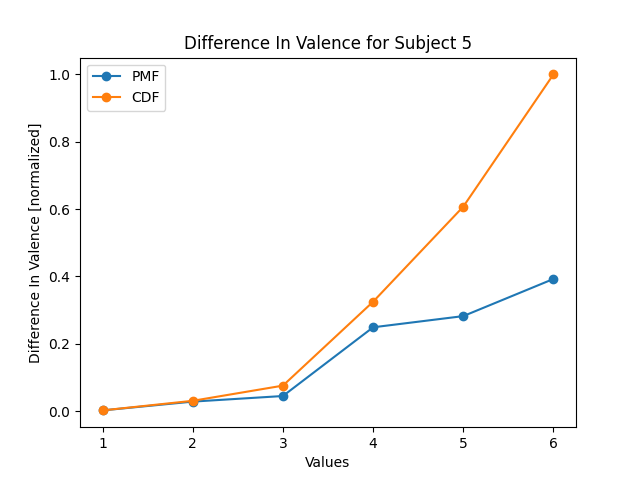 Difference In Valence for Subject 5
PMF
CDF
1.0
0.8
0.6
0.4
0.2
0.0
Difference In Valence [normalized]
1 2 3 4 5 6
Values